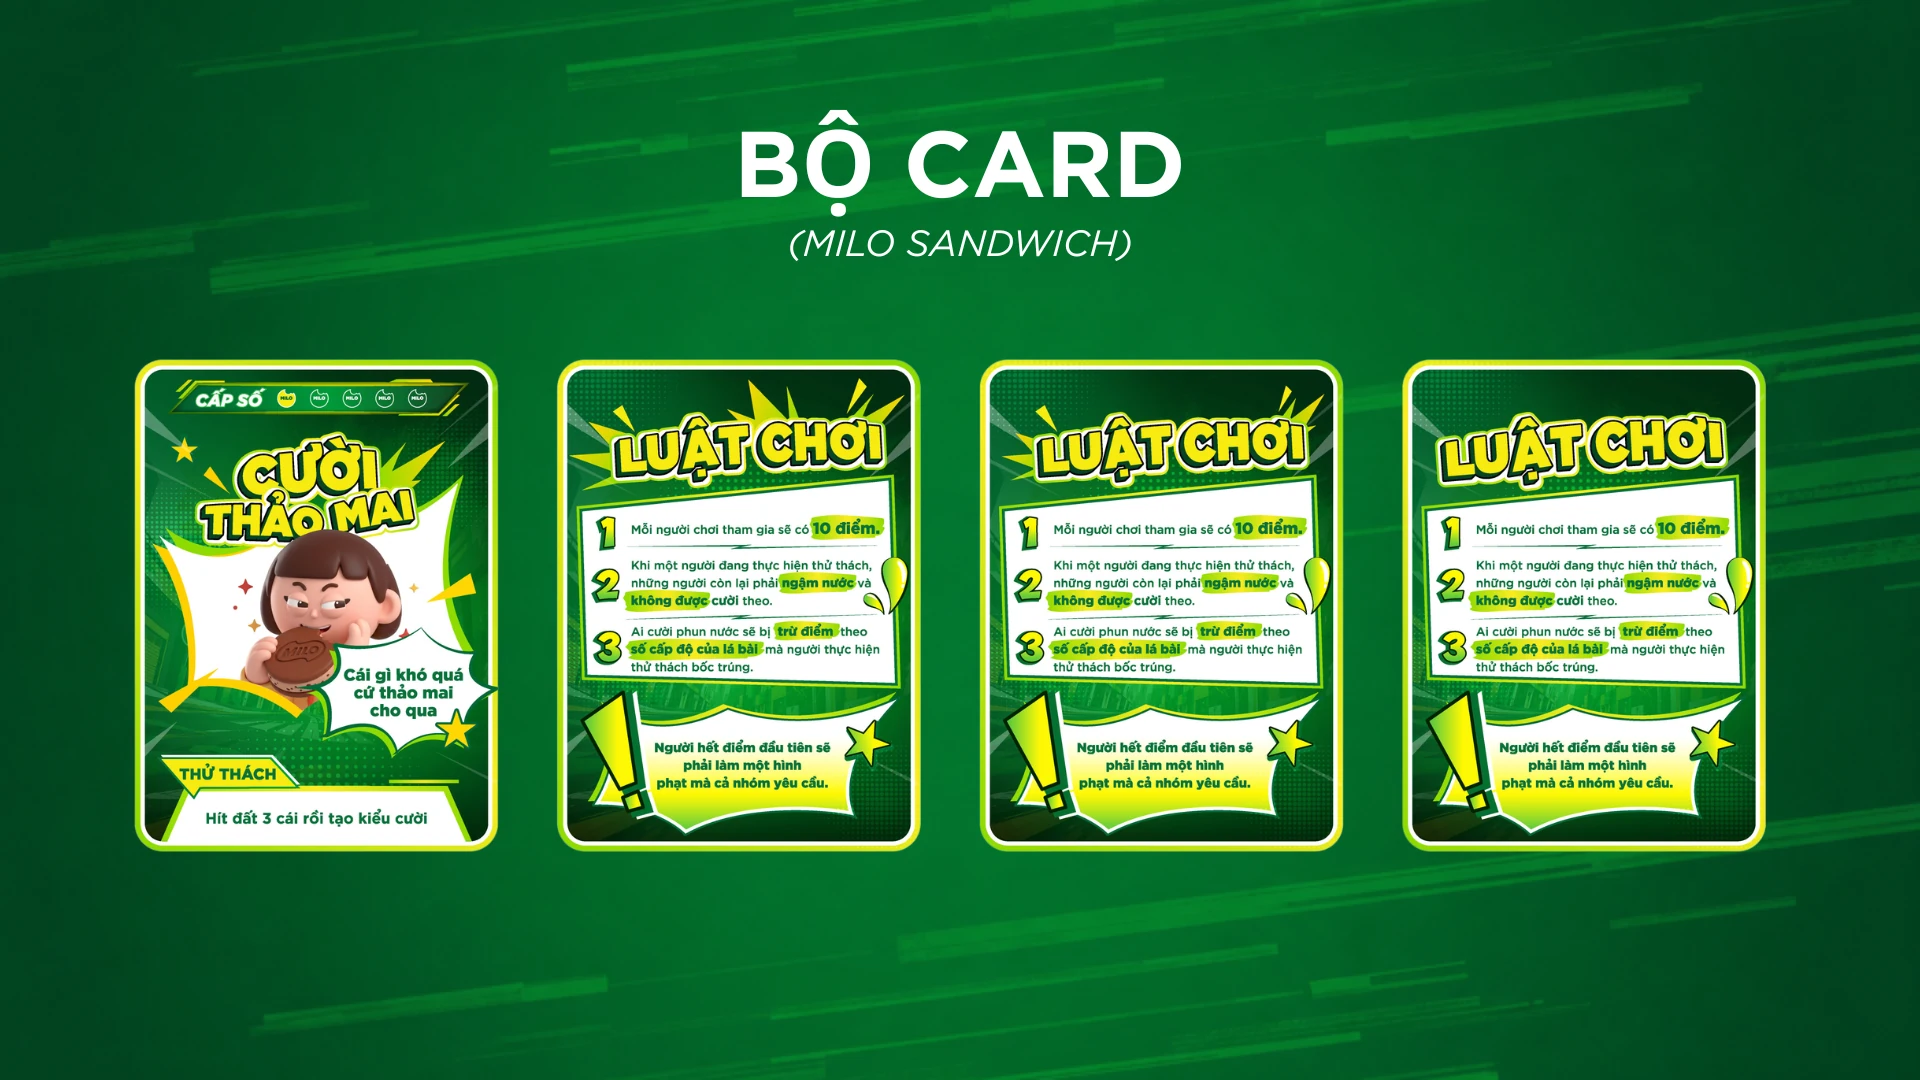 BỘ CARD
(MILO SANDWICH)
CẤP SỐ MILO MILO MILO MILO MILO
CƯỜI
THẢO MAI
MILO
Cái gì khó quá
cứ thảo mai
cho qua
THỬ THÁCH
Hít đất 3 cái rồi tạo kiểu cười
LUẬT CHƠI
1 Mỗi người chơi tham gia sẽ có 10 điểm.
2 Khi một người đang thực hiện thử thách,
những người còn lại phải ngậm nước và
không được cười theo.
3 Ai cười phun nước sẽ bị trừ điểm theo
số cấp độ của lá bài mà người thực hiện
thử thách bốc trúng.
Người hết điểm đầu tiên sẽ
phải làm một hình
phạt mà cả nhóm yêu cầu.
LUẬT CHƠI
1 Mỗi người chơi tham gia sẽ có 10 điểm.
2 Khi một người đang thực hiện thử thách,
những người còn lại phải ngậm nước và
không được cười theo.
3 Ai cười phun nước sẽ bị trừ điểm theo
số cấp độ của lá bài mà người thực hiện
thử thách bốc trúng.
Người hết điểm đầu tiên sẽ
phải làm một hình
phạt mà cả nhóm yêu cầu.
LUẬT CHƠI
1 Mỗi người chơi tham gia sẽ có 10 điểm.
2 Khi một người đang thực hiện thử thách,
những người còn lại phải ngậm nước và
không được cười theo.
3 Ai cười phun nước sẽ bị trừ điểm theo
số cấp độ của lá bài mà người thực hiện
thử thách bốc trúng.
Người hết điểm đầu tiên sẽ
phải làm một hình
phạt mà cả nhóm yêu cầu.